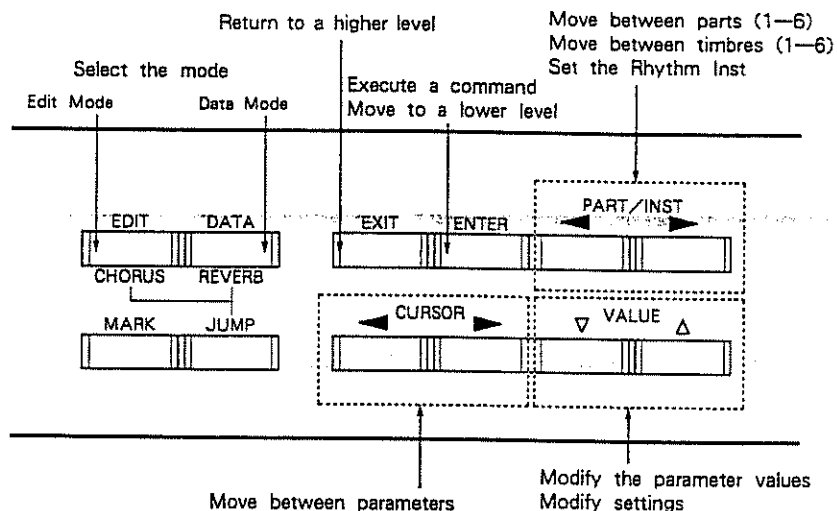 Return to a higher level
Move between parts (1—6)
Move between timbres (1—6)
Set the Rhythm Inst
Select the mode
Execute a command
Move to a lower level
Edit Mode
Data Mode
EDIT
DATA
EXIT
ENTER
PART/INST
CHORUS
REVERB
MARK
JUMP
CURSOR
VALUE
Move between parameters
Modify the parameter values
Modify settings